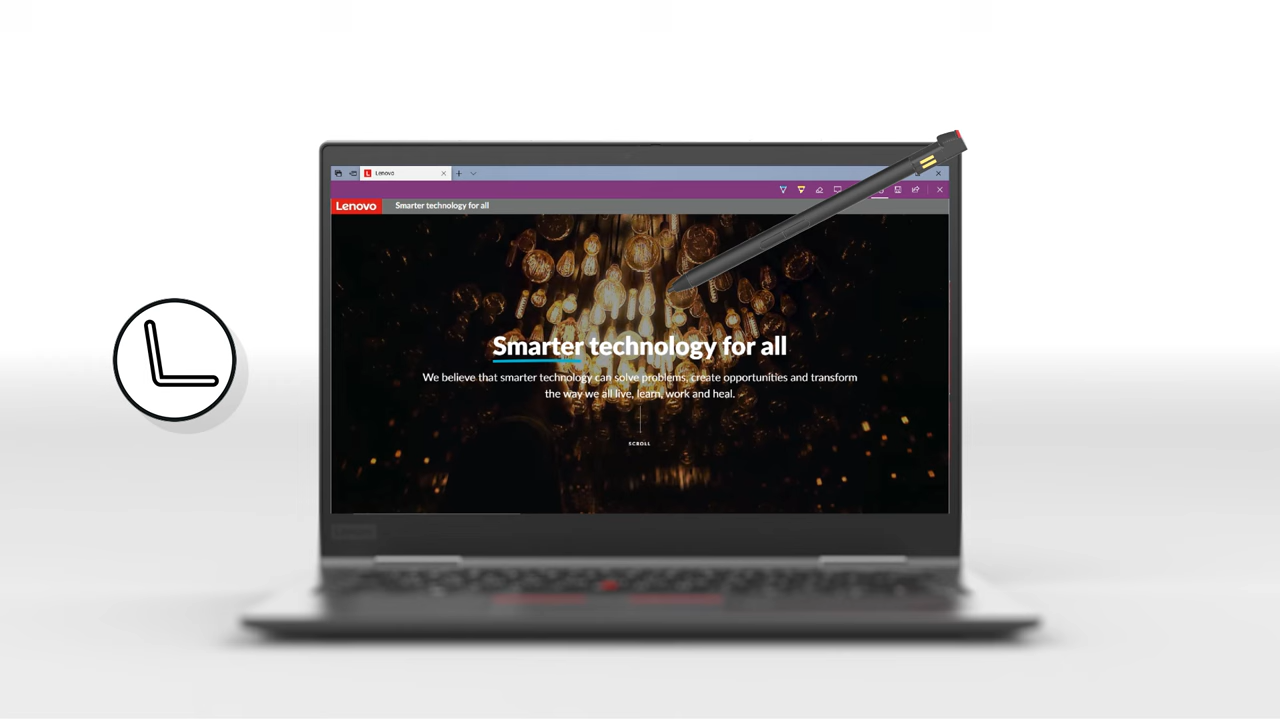 Lenovo
Lenovo
Smarter technology for all
Smarter technology for all
We believe that smarter technology can solve problems, create opportunities and transform
the way we all live, learn, work and heal.
SCROLL
Lenovo